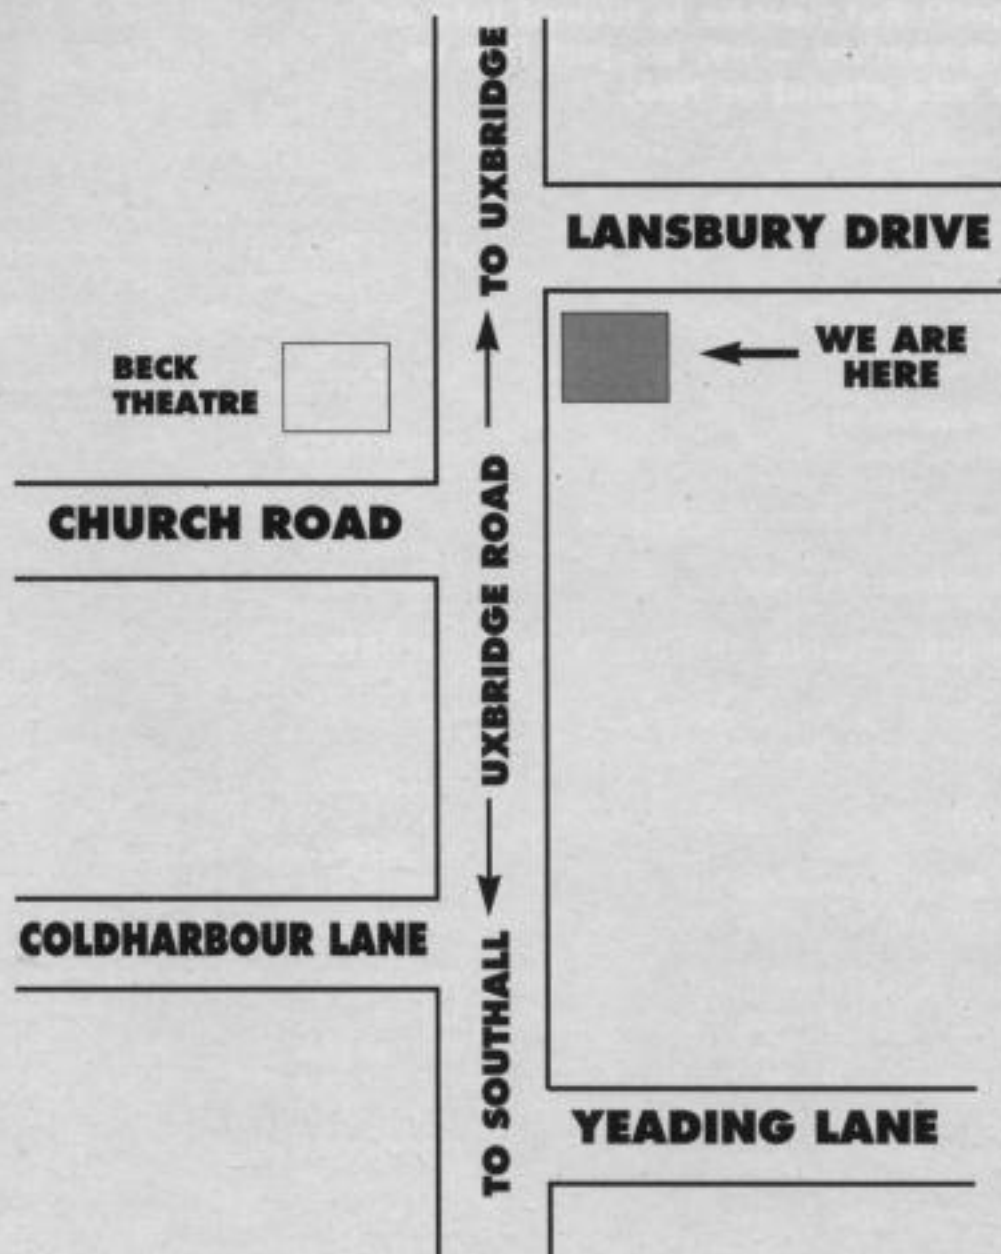 TO UXBRIDGE
LANSBURY DRIVE
WE ARE
HERE
BECK
THEATRE
CHURCH ROAD
UXBRIDGE ROAD
COLDHARBOUR LANE
TO SOUTHALL
YEADING LANE